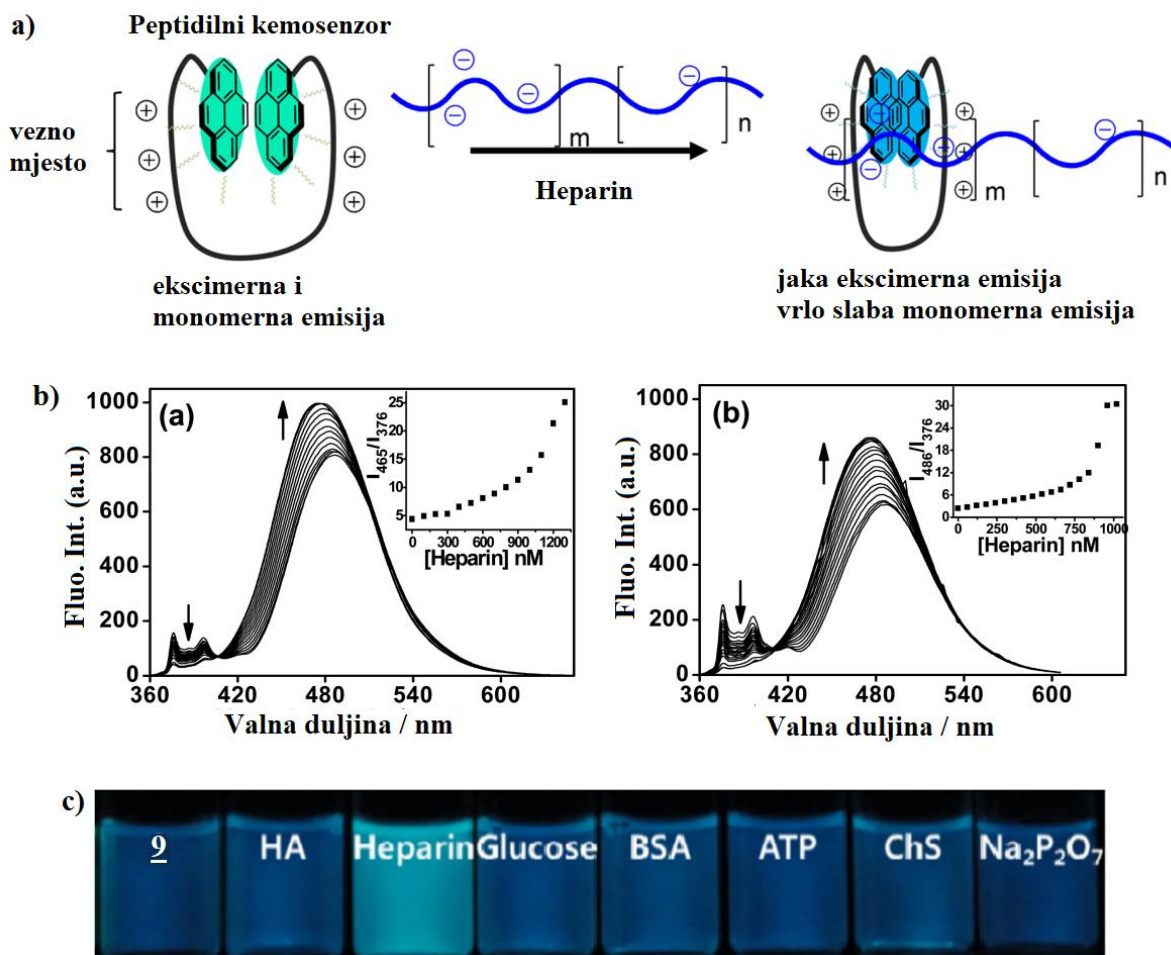 a)
Peptidilni kemosenzor
vezno
mjesto
m
n
Heparin
m
n
ekscimerna i
monomerna emisija
jaka ekscimerna emisija
vrlo slaba monomerna emisija
b)
(a)
Fluo. Int. (a.u.)
1000
800
600
400
200
0
360
420
480
540
600
Valna duljina / nm
I465/I376
25
20
15
10
5
0
300
600
900
1200
[Heparin] nM
(b)
Fluo. Int. (a.u.)
1000
800
600
400
200
0
360
420
480
540
600
Valna duljina / nm
I486/I376
30
24
18
12
6
0
0
250
500
750
1000
[Heparin] nM
c)
9
HA
Heparin
Glucose
BSA
ATP
ChS
Na2P2O7